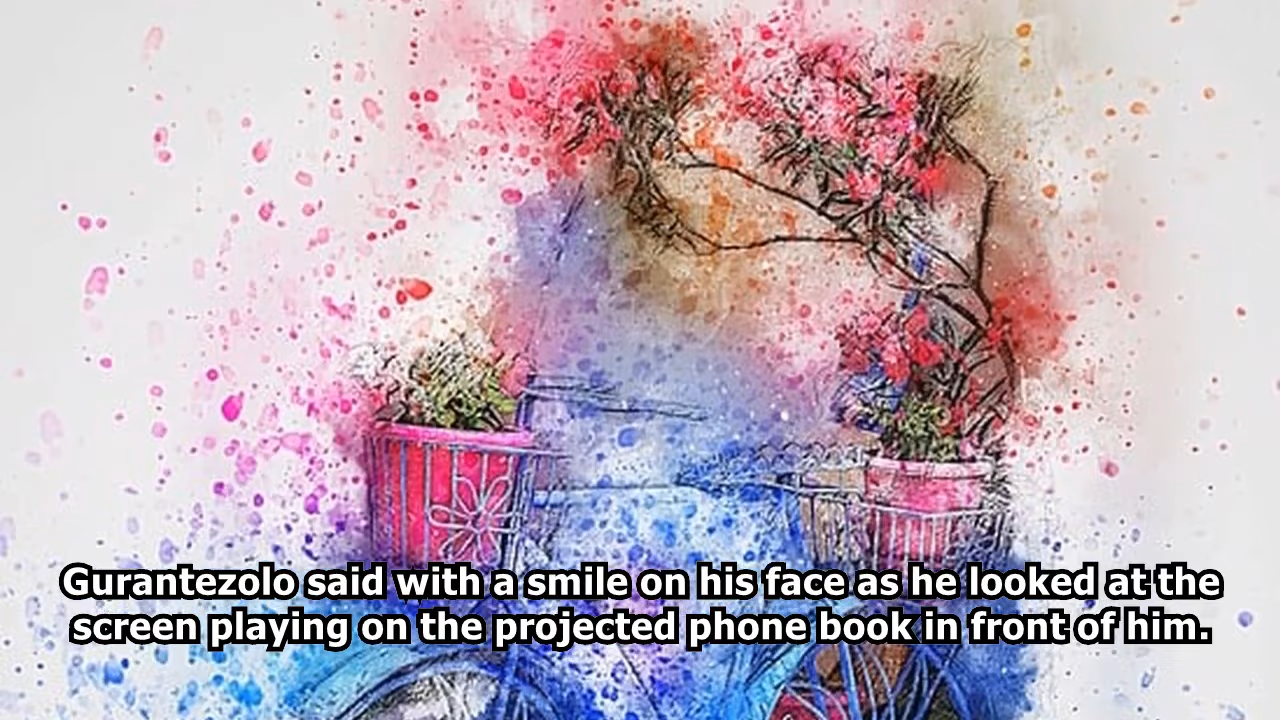 Gurantezolo said with a smile on his face as he looked at the
screen playing on the projected phone book in front of him.